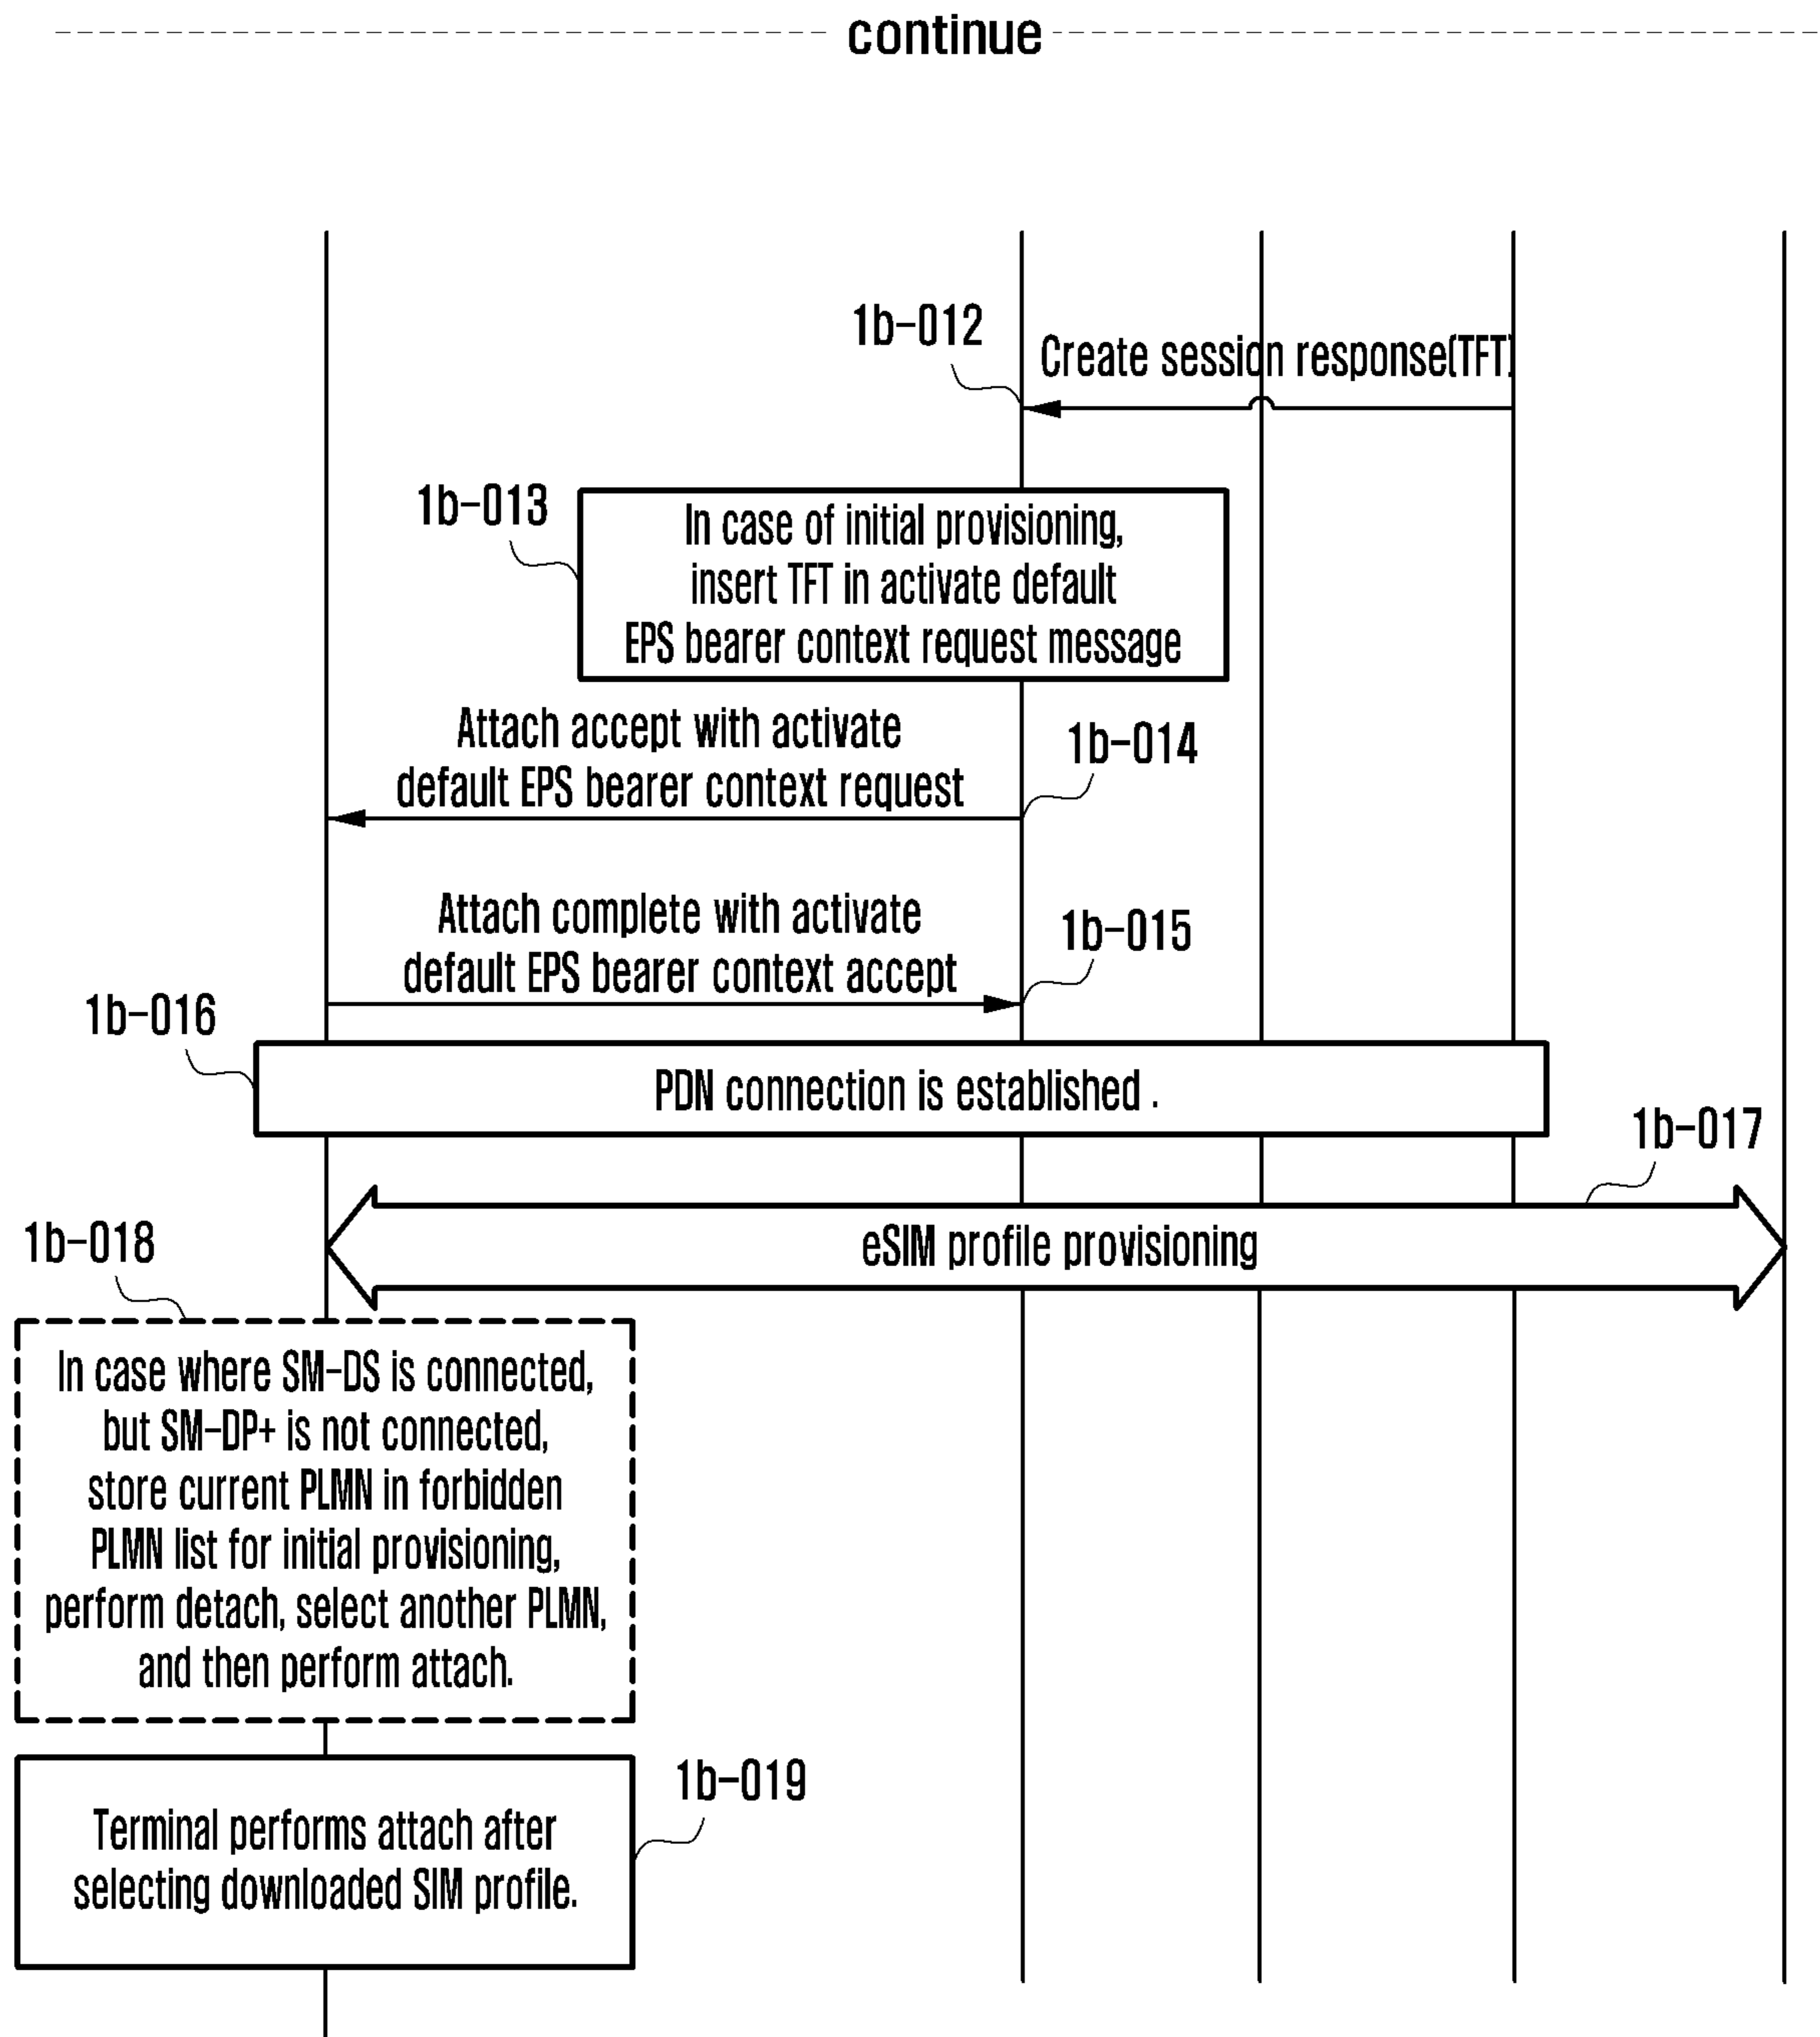 continue
1b-012
Create session response(TFT)
1b-013
In case of initial provisioning,
insert TFT in activate default
EPS bearer context request message
Attach accept with activate
default EPS bearer context request
1b-014
Attach complete with activate
default EPS bearer context accept
1b-015
1b-016
PDN connection is established .
1b-017
eSIM profile provisioning
1b-018
In case where SM-DS is connected,
but SM-DP+ is not connected,
store current PLMN in forbidden
PLMN list for initial provisioning,
perform detach, select another PLMN,
and then perform attach.
1b-019
Terminal performs attach after
selecting downloaded SIM profile.